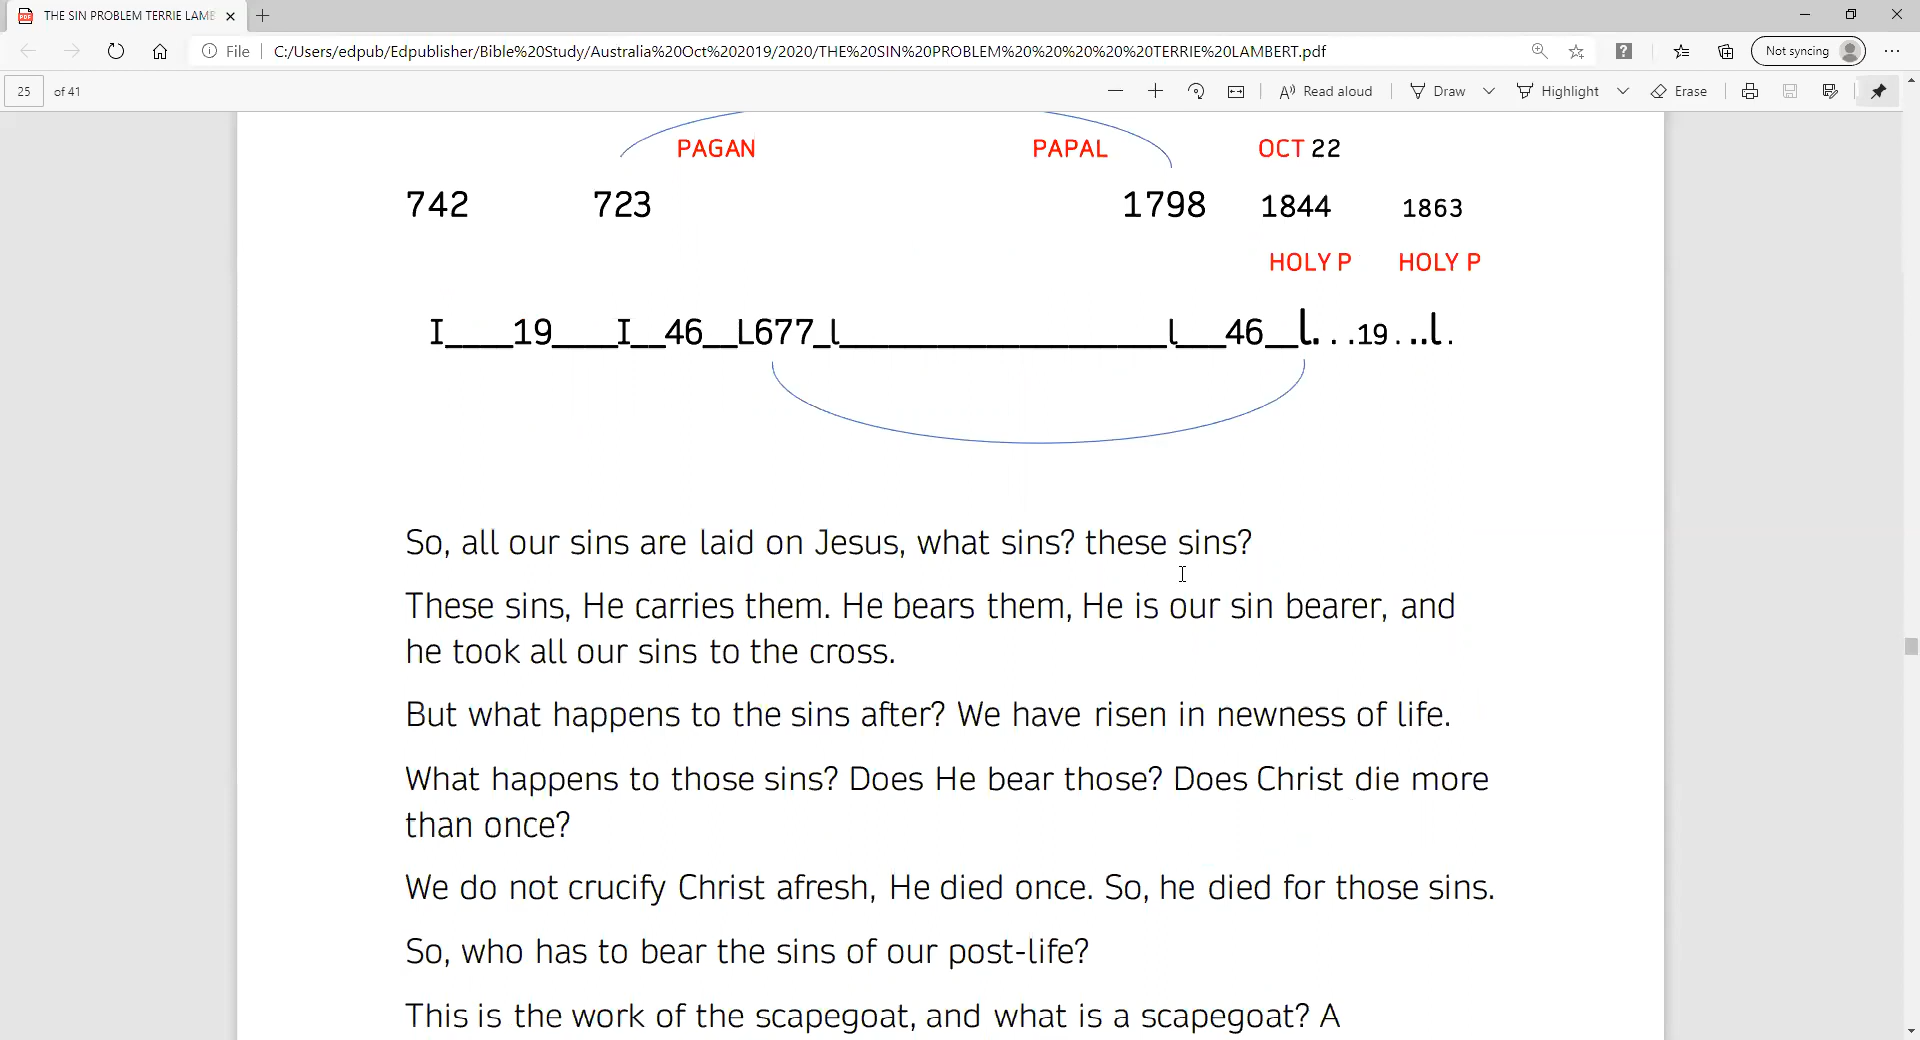 THE SIN PROBLEM TERRIE LAMB
File C:/Users/edpub/Edpublisher/Bible%20Study/Australia%20Oct%202019/2020/THE%20SIN%20PROBLEM%20%20%20%20%20TERRIE%20LAMBERT.pdf Not syncing
25 of 41 Read aloud Draw Highlight Erase
PAGAN PAPAL OCT 22
742 723 1798 1844 1863
HOLY P HOLY P
I____19____I__46__L677_l____________________l___46__l. . .19. ..l.
So, all our sins are laid on Jesus, what sins? these sins?
These sins, He carries them. He bears them, He is our sin bearer, and
he took all our sins to the cross.
But what happens to the sins after? We have risen in newness of life.
What happens to those sins? Does He bear those? Does Christ die more
than once?
We do not crucify Christ afresh, He died once. So, he died for those sins.
So, who has to bear the sins of our post-life?
This is the work of the scapegoat, and what is a scapegoat? A